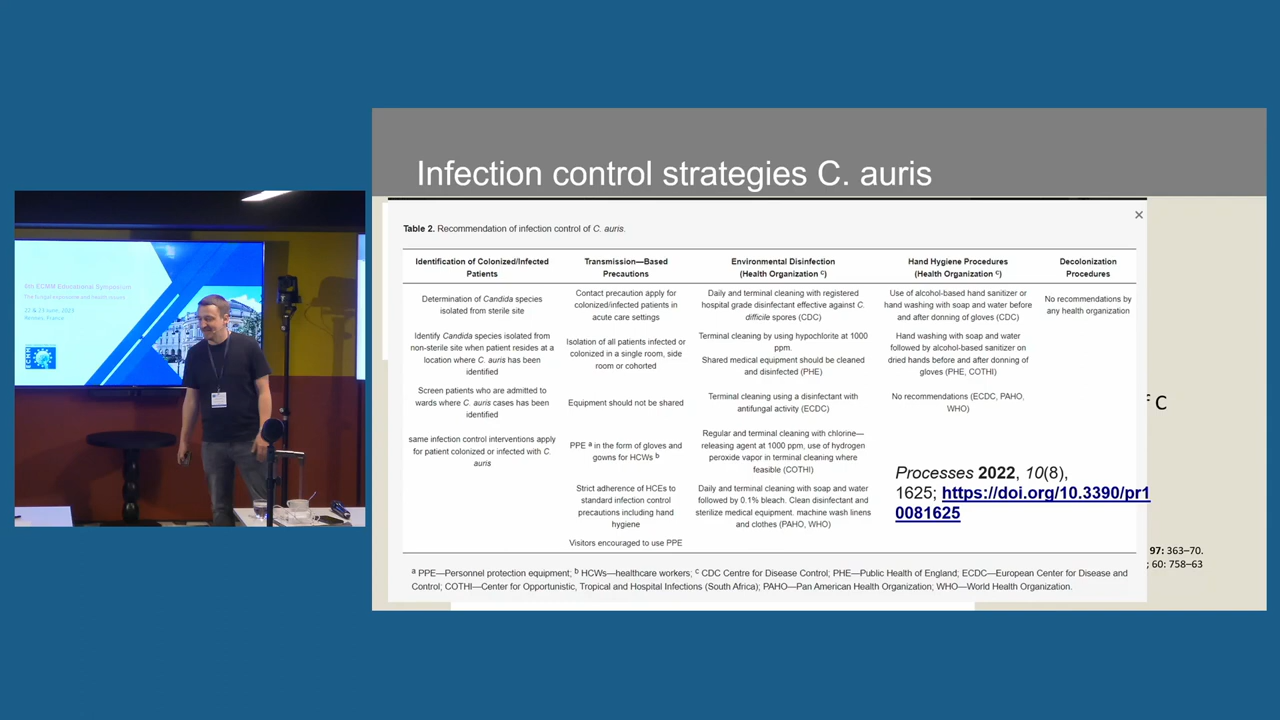 Infection control strategies C. auris
×
Table 2. Recommendation of infection control of C. auris.
Identification of Colonized/Infected
Patients
Transmission—Based
Precautions
Environmental Disinfection
(Health Organization c)
Hand Hygiene Procedures
(Health Organization c)
Decolonization
Procedures
Determination of Candida species
isolated from sterile site
Contact precaution apply for
colonized/infected patients in
acute care settings
Daily and terminal cleaning with registered
hospital grade disinfectant effective against C.
difficile spores (CDC)
Use of alcohol-based hand sanitizer or
hand washing with soap and water before
and after donning of gloves (CDC)
No recommendations by
any health organization
Identify Candida species isolated from
non-sterile site when patient resides at a
location where C. auris has been
identified
Isolation of all patients infected or
colonized in a single room, side
room or cohorted
Terminal cleaning by using hypochlorite at 1000
ppm.
Shared medical equipment should be cleaned
and disinfected (PHE)
Hand washing with soap and water
followed by alcohol-based sanitizer on
dried hands before and after donning of
gloves (PHE, COTHI)
Screen patients who are admitted to
wards where C. auris cases has been
identified
Equipment should not be shared
Terminal cleaning using a disinfectant with
antifungal activity (ECDC)
No recommendations (ECDC, PAHO,
WHO)
same infection control interventions apply
for patient colonized or infected with C.
auris
PPE a in the form of gloves and
gowns for HCWs b
Regular and terminal cleaning with chlorine—
releasing agent at 1000 ppm, use of hydrogen
peroxide vapor in terminal cleaning where
feasible (COTHI)
Strict adherence of HCEs to
standard infection control
precautions including hand
hygiene
Daily and terminal cleaning with soap and water
followed by 0.1% bleach. Clean disinfectant and
sterilize medical equipment. machine wash linens
and clothes (PAHO, WHO)
Visitors encouraged to use PPE
Processes 2022, 10(8),
1625; https://doi.org/10.3390/pr1
0081625
a PPE—Personnel protection equipment; b HCWs—healthcare workers; c CDC Centre for Disease Control; PHE—Public Health of England; ECDC—European Center for Disease and
Control; COTHI—Center for Opportunistic, Tropical and Hospital Infections (South Africa); PAHO—Pan American Health Organization; WHO—World Health Organization.
C
97: 363–70.
; 60: 758–63
6th ECMM Educational Symposium
22 & 23 June, 2023
Rennes, France
ECMM